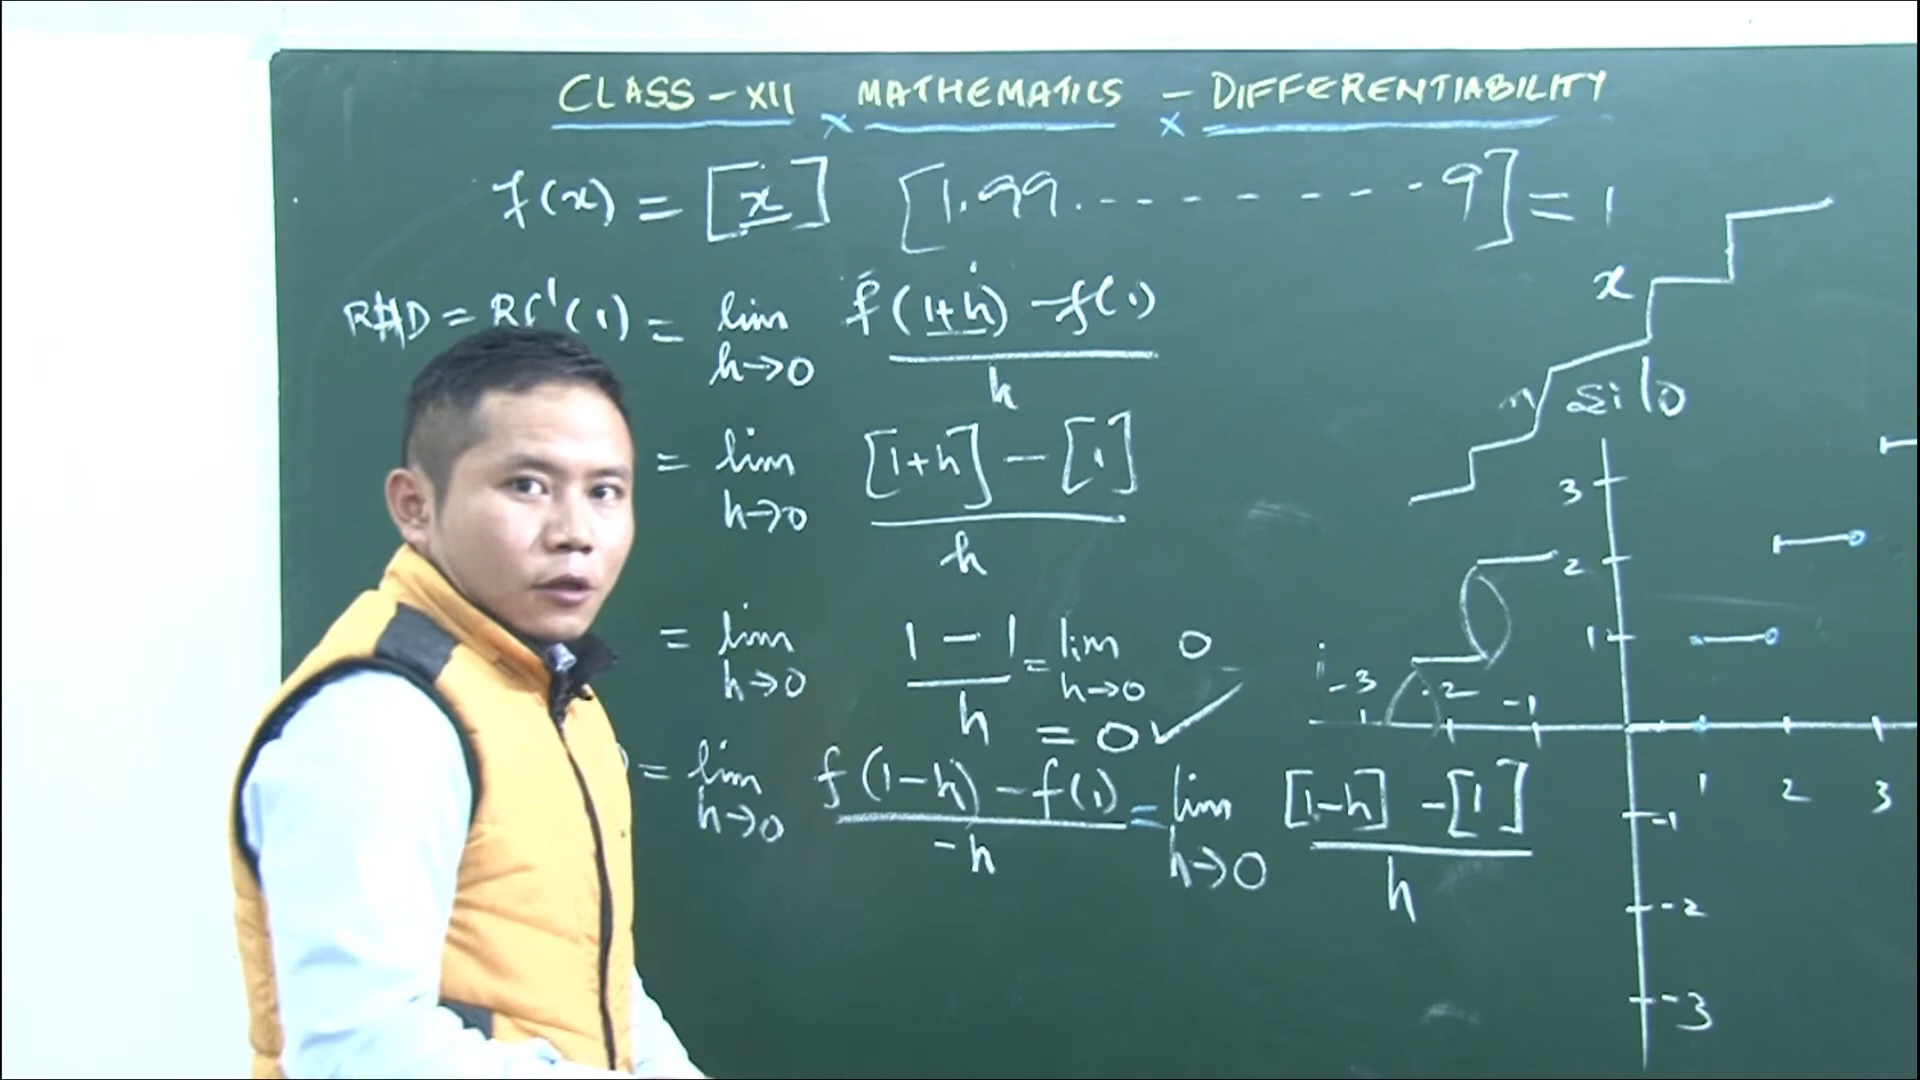 CLASS - XII MATHEMATICS - DIFFERENTIABILITY
f(x) = [x] [1.99. - - - - - - - 9] = 1
RHD = Rf'(1) = lim h→0 f(1+h) - f(1) / h
= lim h→0 [1+h] - [1] / h
= lim h→0 1 - 1 / h = lim h→0 0
= 0 ✓
= lim h→0 f(1-h) - f(1) / -h = lim h→0 [1-h] - [1] / h
x
3
2
1
-3 -2 -1
1 2 3
-1
-2
-3